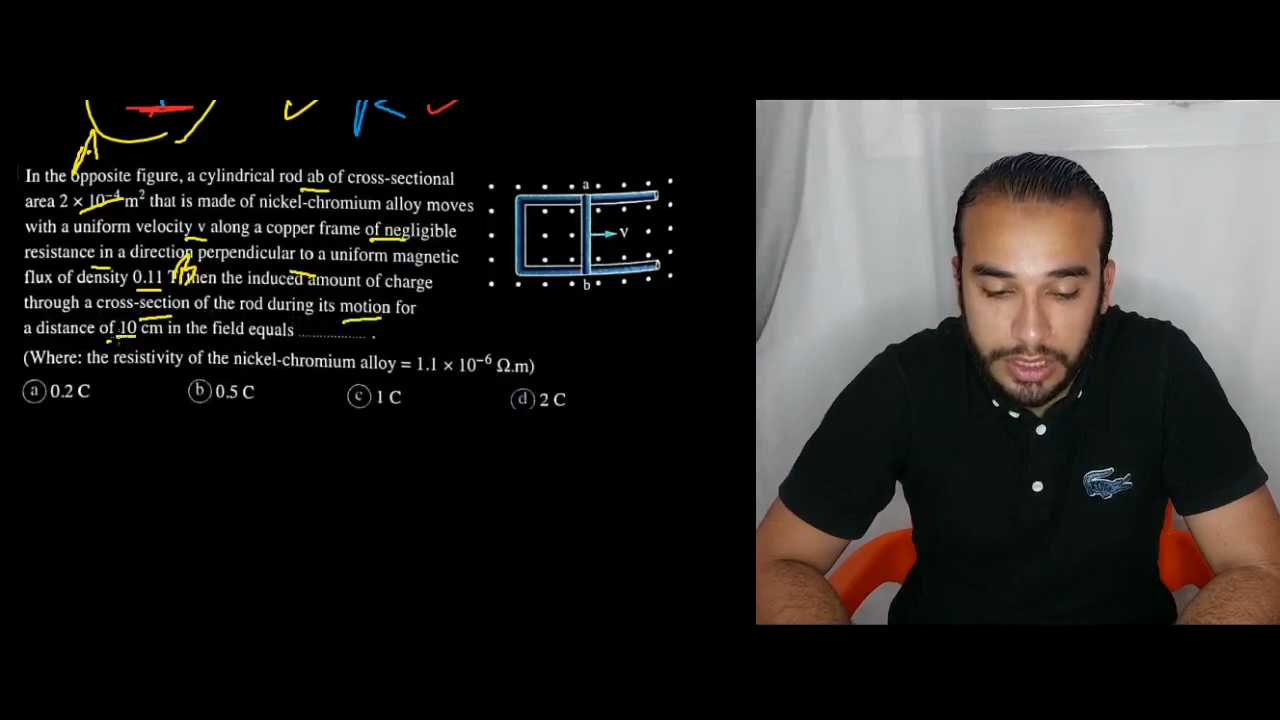 In the opposite figure, a cylindrical rod ab of cross-sectional
area 2 × 10⁻⁴ m² that is made of nickel-chromium alloy moves
with a uniform velocity v along a copper frame of negligible
resistance in a direction perpendicular to a uniform magnetic
flux of density 0.11 T then the induced amount of charge
through a cross-section of the rod during its motion for
a distance of 10 cm in the field equals .................. .
(Where: the resistivity of the nickel-chromium alloy = 1.1 × 10⁻⁶ Ω.m)
a 0.2 C b 0.5 C c 1 C d 2 C
a
v
b